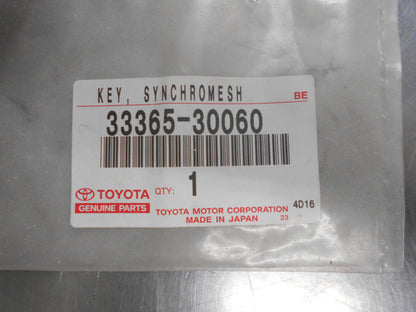 KEY, SYNCHROMESH BE
33365-30060
TOYOTA QTY: 1
GENUINE PARTS
TOYOTA MOTOR CORPORATION 4D16
MADE IN JAPAN 23